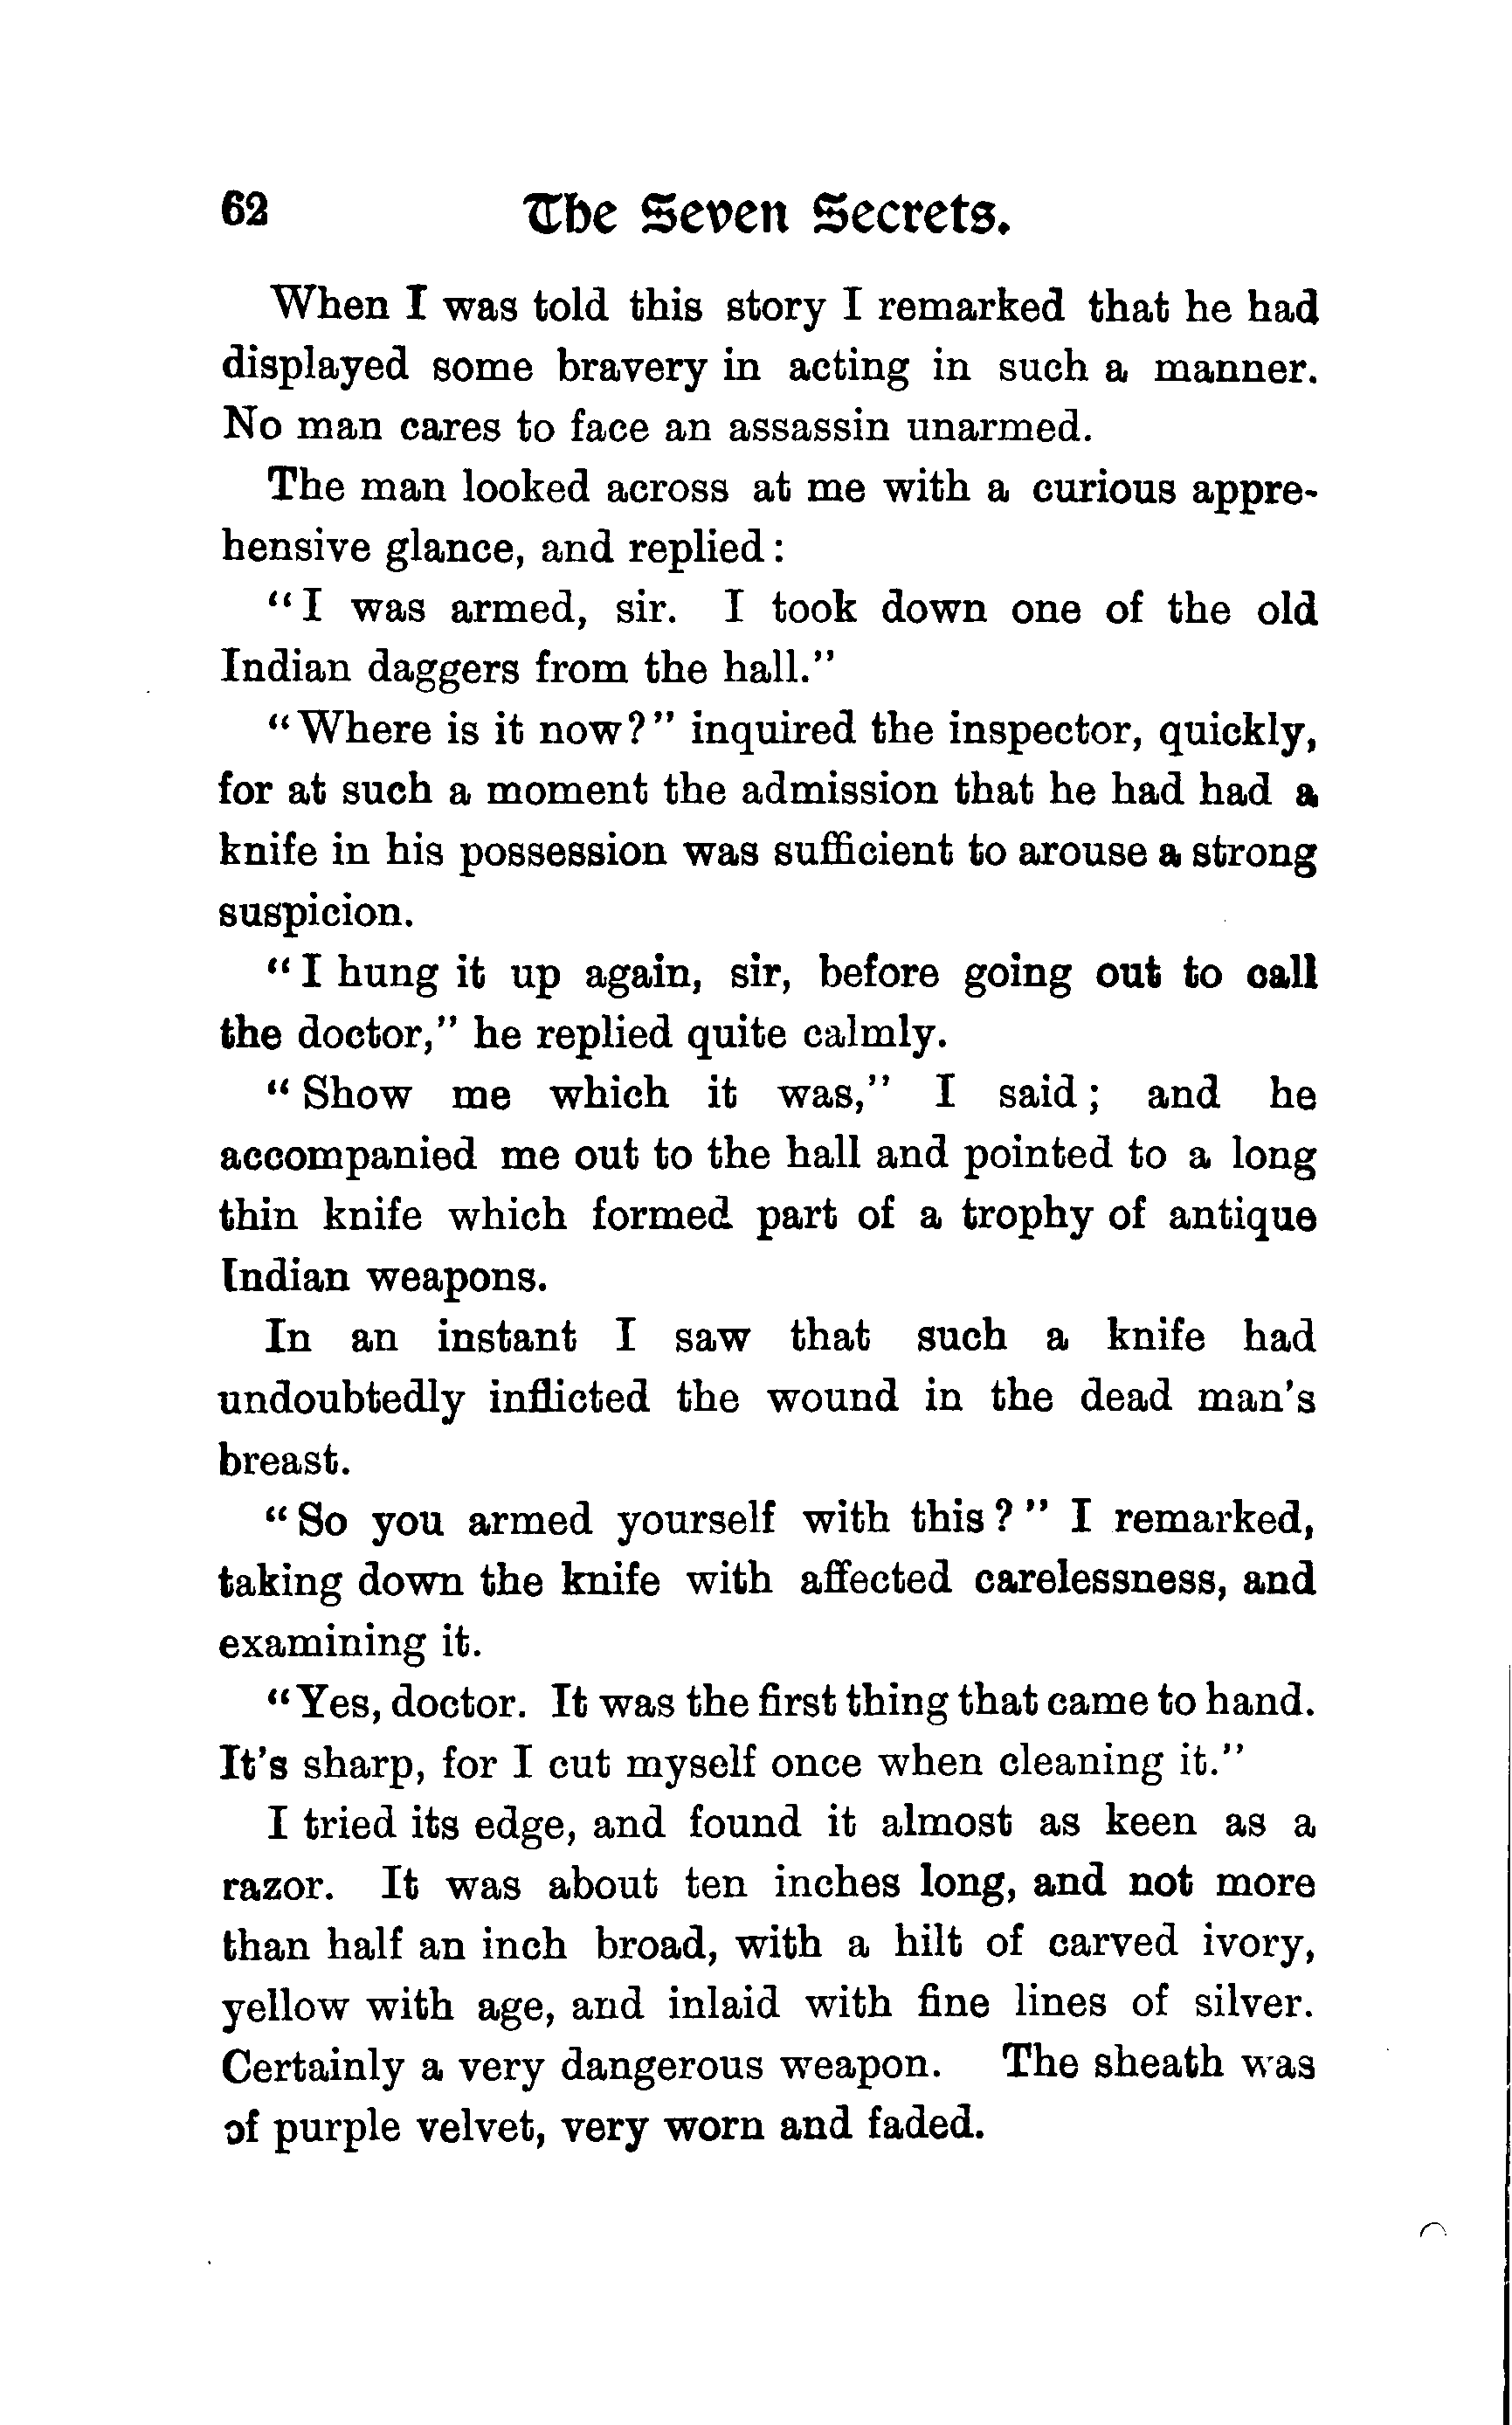 62 The Seven Secrets.
When I was told this story I remarked that he had
displayed some bravery in acting in such a manner.
No man cares to face an assassin unarmed.
The man looked across at me with a curious appre-
hensive glance, and replied:
"I was armed, sir. I took down one of the old
Indian daggers from the hall."
"Where is it now?" inquired the inspector, quickly,
for at such a moment the admission that he had had a
knife in his possession was sufficient to arouse a strong
suspicion.
"I hung it up again, sir, before going out to call
the doctor," he replied quite calmly.
"Show me which it was," I said; and he
accompanied me out to the hall and pointed to a long
thin knife which formed part of a trophy of antique
Indian weapons.
In an instant I saw that such a knife had
undoubtedly inflicted the wound in the dead man's
breast.
"So you armed yourself with this?" I remarked,
taking down the knife with affected carelessness, and
examining it.
"Yes, doctor. It was the first thing that came to hand.
It's sharp, for I cut myself once when cleaning it."
I tried its edge, and found it almost as keen as a
razor. It was about ten inches long, and not more
than half an inch broad, with a hilt of carved ivory,
yellow with age, and inlaid with fine lines of silver.
Certainly a very dangerous weapon. The sheath was
of purple velvet, very worn and faded.